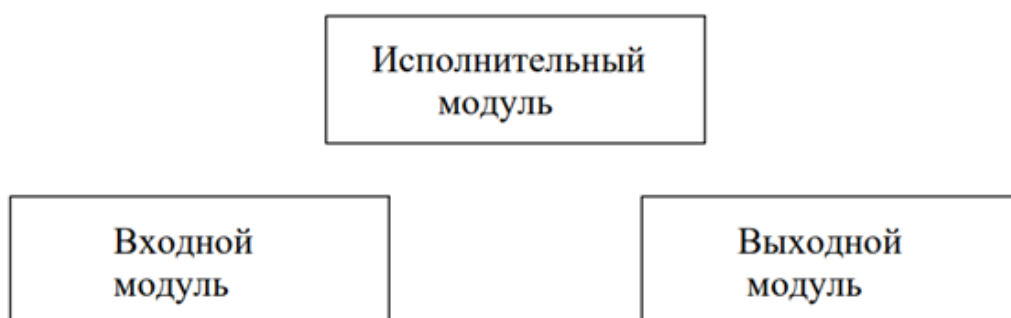 Исполнительный
модуль
Входной
модуль
Выходной
модуль